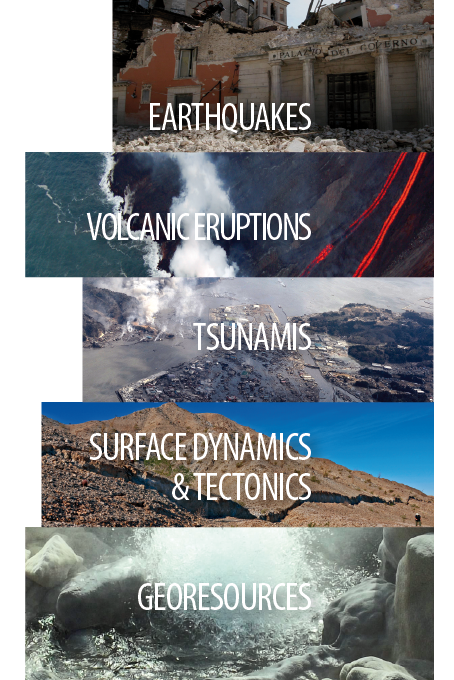 PALAZZO DEL GOVERNO
EARTHQUAKES
VOLCANIC ERUPTIONS
TSUNAMIS
SURFACE DYNAMICS
& TECTONICS
GEORESOURCES